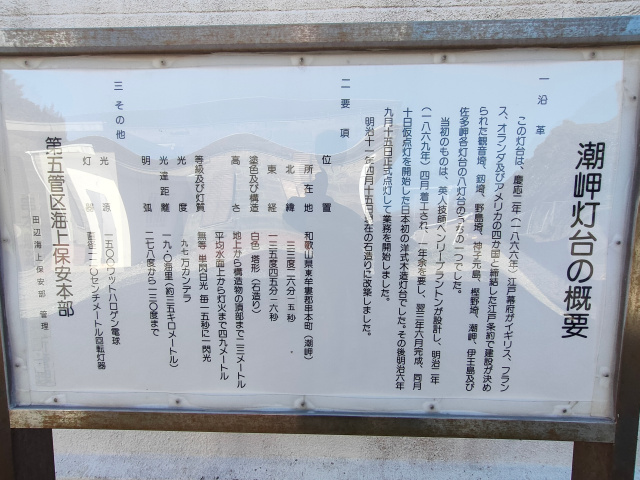 潮岬灯台の概要
一 沿 革
この灯台は、慶応二年(一八六六年)江戸幕府がイギリス、フラン
ス、オランダ及びアメリカの四か国と締結した江戸条約で建設が決め
られた観音埼、剱埼、野島埼、神子元島、樫野埼、潮岬、伊王島及び
佐多岬各灯台の八灯台のうちの一つでした。
当初のものは、英人技師ヘンリーブラントンが設計し、明治二年
(一八六九年)四月着工され、一年余を要し、翌三年六月完成、同月
十日仮点灯を開始した日本初の洋式木造灯台でした。その後明治六年
九月十五日正式点灯して業務を開始しました。
明治十一年四月十五日現在の石造りに改築しました。
二 要 項
位 置
所在地 和歌山県東牟婁郡串本町(潮岬)
北 緯 三三度二六分一五秒
東 経 一三五度四五分一六秒
塗色及び構造 白色 塔形(石造り)
高 さ 地上から構造物の頂部まで二三メートル
平均水面上から灯火まで四九メートル
等級及び灯質 無等 単閃白光 毎一五秒に一閃光
光 度 九七万カンデラ
光達距離 一九・〇海里(約三五キロメートル)
明 弧 二七八度から一三〇度まで
三 その他
光 源 一五〇〇ワットハロゲン電球
灯 器 直径一二〇センチメートル回転灯器
第五管区海上保安本部
田辺海上保安部 管理